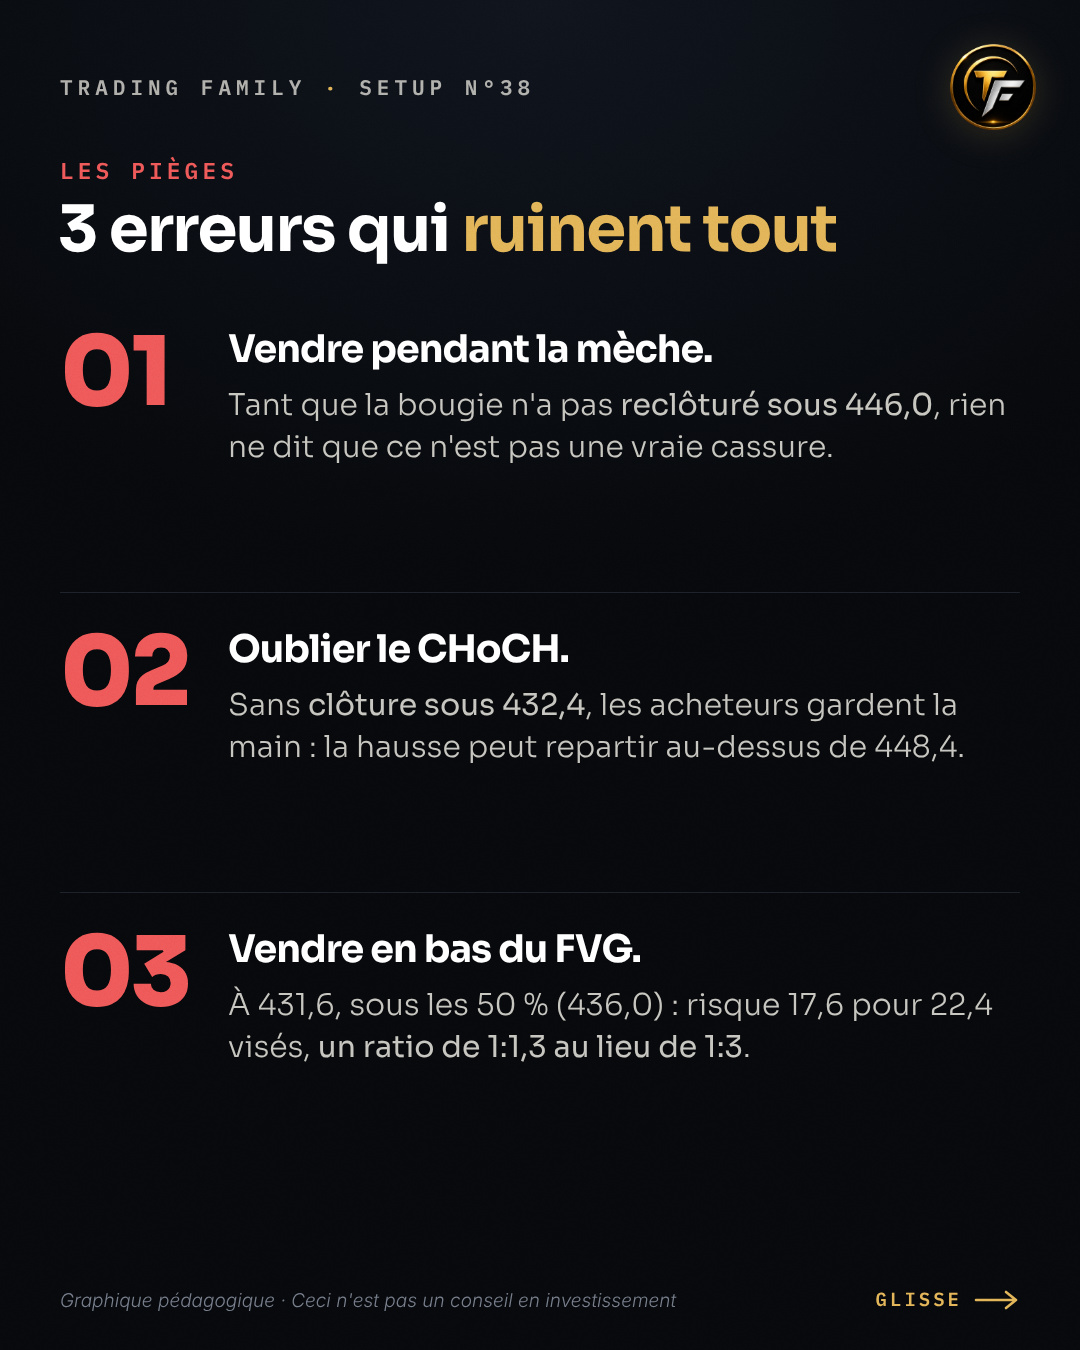 TRADING FAMILY · SETUP N°38
TF
LES PIÈGES
3 erreurs qui ruinent tout
01
Vendre pendant la mèche.
Tant que la bougie n'a pas reclôturé sous 446,0, rien
ne dit que ce n'est pas une vraie cassure.
02
Oublier le CHoCH.
Sans clôture sous 432,4, les acheteurs gardent la
main : la hausse peut repartir au-dessus de 448,4.
03
Vendre en bas du FVG.
À 431,6, sous les 50 % (436,0) : risque 17,6 pour 22,4
visés, un ratio de 1:1,3 au lieu de 1:3.
Graphique pédagogique · Ceci n'est pas un conseil en investissement
GLISSE →